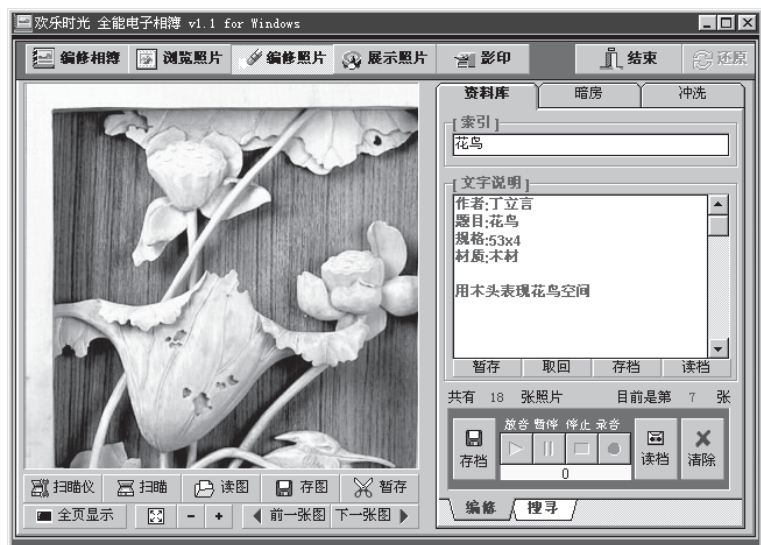 欢乐时光 全能电子相簿 v1.1 for Windows
编修相簿 浏览照片 编修照片 展示照片 影印 结束 还原
资料库 暗房 冲洗
[索引]
花鸟
[文字说明]
作者:丁立言
题目:花鸟
规格:53x4
材质:木材
用木头表现花鸟空间
暂存 取回 存档 读档
共有 18 张照片 目前是第 7 张
放音 暂停 停止 录音
存档 读档 清除
0
扫瞄仪 扫瞄 读图 存图 暂存
全页显示 - + 前一张图 下一张图
编修 搜寻